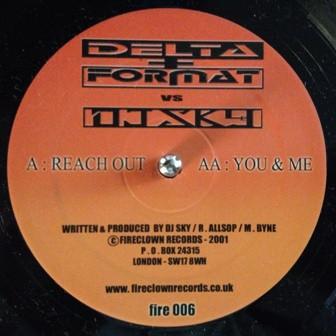 DELTA
+
FORMAT
vs
DJ SKY
A : REACH OUT AA : YOU & ME
WRITTEN & PRODUCED BY DJ SKY / R . ALLSOP / M . BYNE
©FIRECLOWN RECORDS - 2001
P . O . BOX 24315
LONDON - SW17 8WH
www. fireclownrecords.co.uk
fire 006